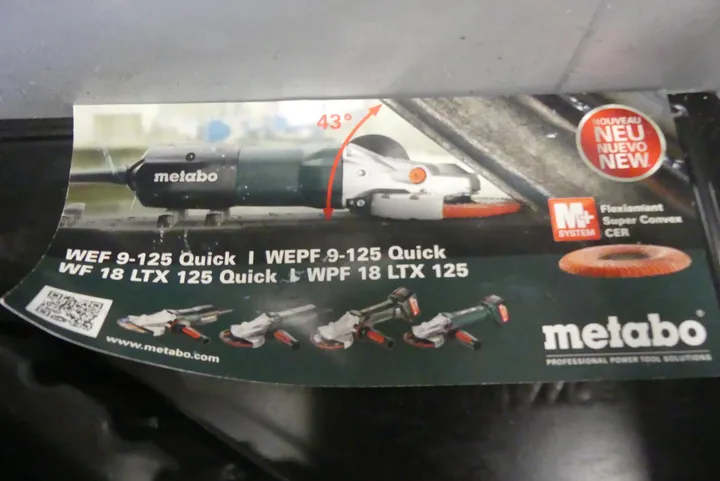 43°
metabo
NOUVEAU
NEU
NUEVO
NEW
M+
SYSTEM
Flexiamant
Super Convex
CER
WEF 9-125 Quick I WEPF 9-125 Quick
WF 18 LTX 125 Quick I WPF 18 LTX 125
www.metabo.com
metabo
PROFESSIONAL POWER TOOL SOLUTIONS